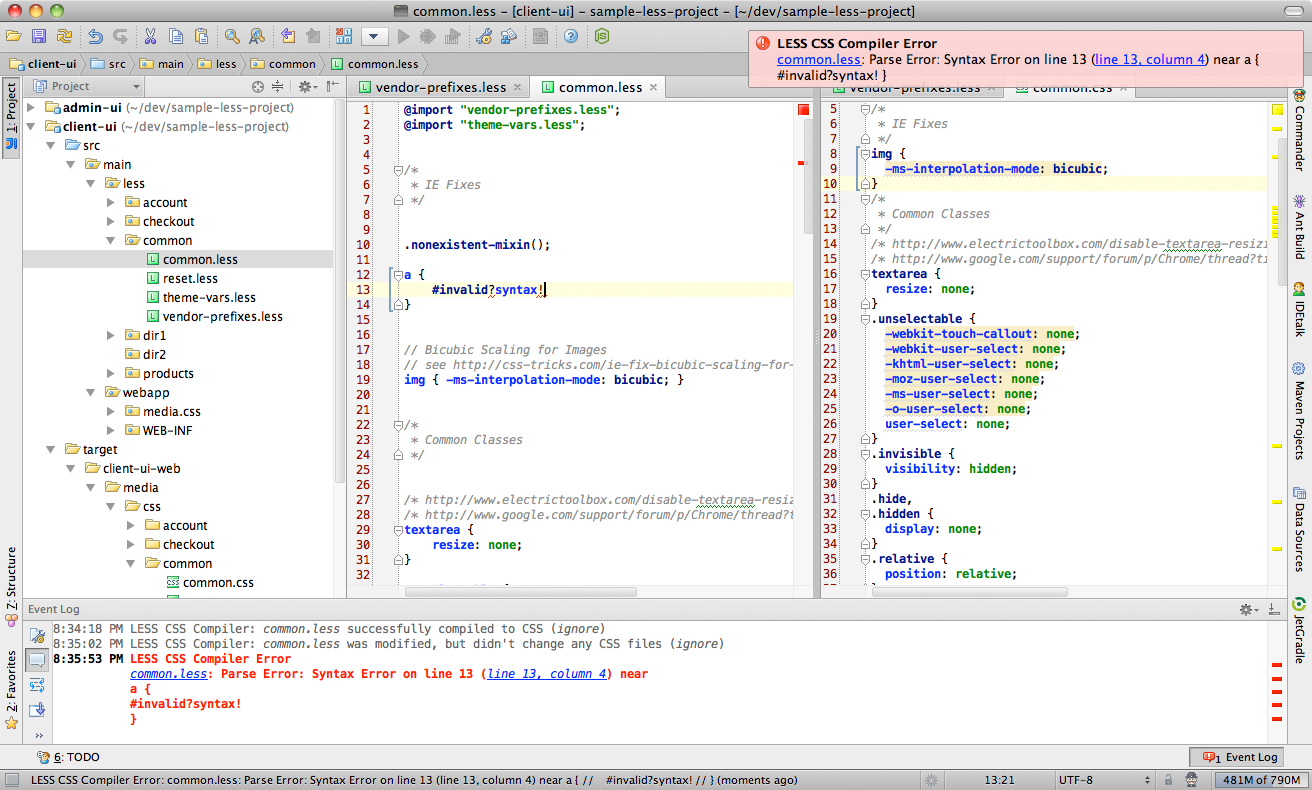 common.less – [client-ui] – sample-less-project – [~/dev/sample-less-project]
LESS CSS Compiler Error
common.less: Parse Error: Syntax Error on line 13 (line 13, column 4) near a {
#invalid?syntax! }
client-ui src main less common common.less
1: Project
Project
admin-ui (~/dev/sample-less-project)
client-ui (~/dev/sample-less-project)
src
main
less
account
checkout
common
common.less
reset.less
theme-vars.less
vendor-prefixes.less
dir1
dir2
products
webapp
media.css
WEB-INF
target
client-ui-web
media
css
account
checkout
common
common.css
vendor-prefixes.less
common.less
1 @import "vendor-prefixes.less";
2 @import "theme-vars.less";
3
4
5 /*
6 * IE Fixes
7 */
8
9
10 .nonexistent-mixin();
11
12 a {
13 #invalid?syntax!
14 }
15
16
17 // Bicubic Scaling for Images
18 // see http://css-tricks.com/ie-fix-bicubic-scaling-for-
19 img { -ms-interpolation-mode: bicubic; }
20
21
22 /*
23 * Common Classes
24 */
25
26
27 /* http://www.electrictoolbox.com/disable-textarea-resiz
28 /* http://www.google.com/support/forum/p/Chrome/thread?t
29 textarea {
30 resize: none;
31 }
32
vendor-prefixes.less
common.css
5 /*
6 * IE Fixes
7 */
8 img {
9 -ms-interpolation-mode: bicubic;
10 }
11 /*
12 * Common Classes
13 */
14 /* http://www.electrictoolbox.com/disable-textarea-resizi
15 /* http://www.google.com/support/forum/p/Chrome/thread?ti
16 textarea {
17 resize: none;
18 }
19 .unselectable {
20 -webkit-touch-callout: none;
21 -webkit-user-select: none;
22 -khtml-user-select: none;
23 -moz-user-select: none;
24 -ms-user-select: none;
25 -o-user-select: none;
26 user-select: none;
27 }
28 .invisible {
29 visibility: hidden;
30 }
31 .hide,
32 .hidden {
33 display: none;
34 }
35 .relative {
36 position: relative;
Commander
Ant Build
IDEtalk
Maven Projects
Data Sources
JetGradle
Z: Structure
2: Favorites
Event Log
8:34:18 PM LESS CSS Compiler: common.less successfully compiled to CSS (ignore)
8:35:02 PM LESS CSS Compiler: common.less was modified, but didn't change any CSS files (ignore)
8:35:53 PM LESS CSS Compiler Error
common.less: Parse Error: Syntax Error on line 13 (line 13, column 4) near
a {
#invalid?syntax!
}
6: TODO
1 Event Log
LESS CSS Compiler Error: common.less: Parse Error: Syntax Error on line 13 (line 13, column 4) near a { // #invalid?syntax! // } (moments ago)
13:21
UTF-8
481M of 790M